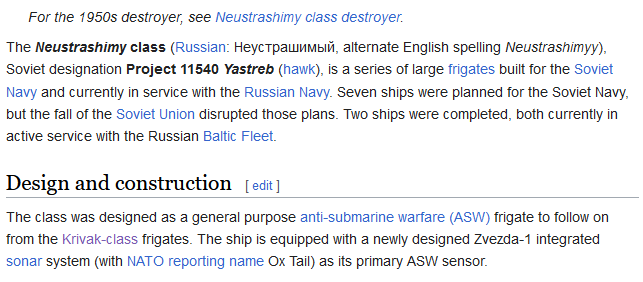 For the 1950s destroyer, see Neustrashimy class destroyer.
The Neustrashimy class (Russian: Неустрашимый, alternate English spelling Neustrashimyy),
Soviet designation Project 11540 Yastreb (hawk), is a series of large frigates built for the Soviet
Navy and currently in service with the Russian Navy. Seven ships were planned for the Soviet Navy,
but the fall of the Soviet Union disrupted those plans. Two ships were completed, both currently in
active service with the Russian Baltic Fleet.
Design and construction [ edit ]
The class was designed as a general purpose anti-submarine warfare (ASW) frigate to follow on
from the Krivak-class frigates. The ship is equipped with a newly designed Zvezda-1 integrated
sonar system (with NATO reporting name Ox Tail) as its primary ASW sensor.